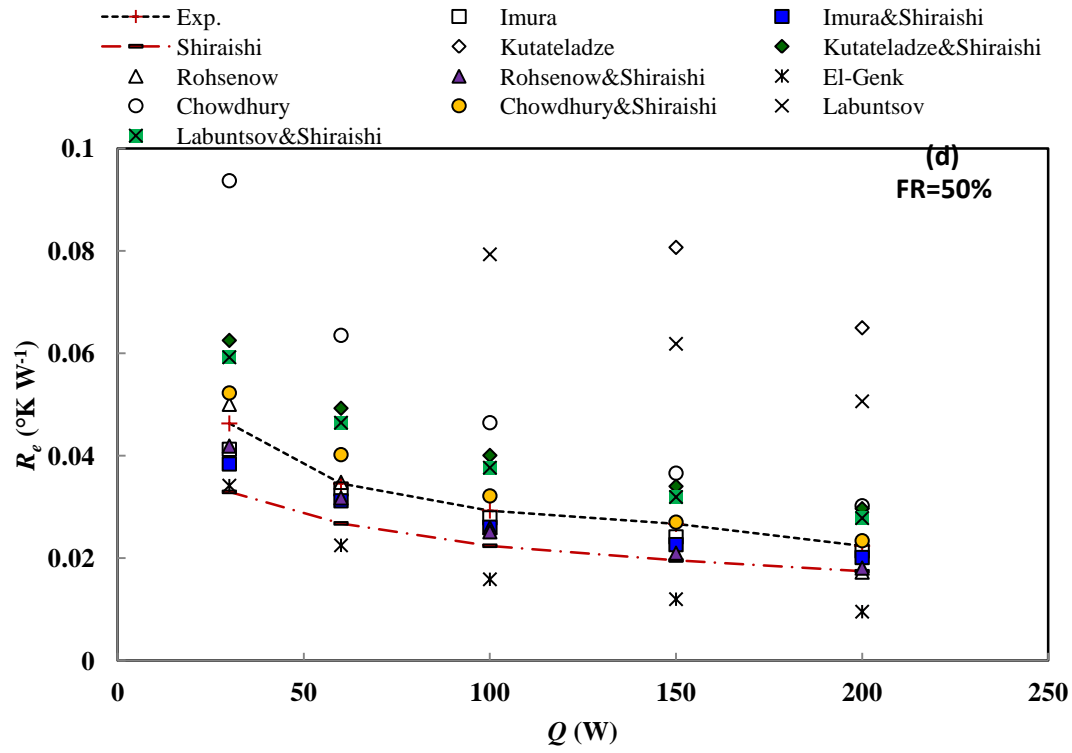 Exp. Imura Imura&Shiraishi
Shiraishi Kutateladze Kutateladze&Shiraishi
Rohsenow Rohsenow&Shiraishi El-Genk
Chowdhury Chowdhury&Shiraishi Labuntsov
Labuntsov&Shiraishi
0.1
(d)
FR=50%
0.08
0.06
0.04
0.02
0
R_e (°K W⁻¹)
0 50 100 150 200 250
Q (W)